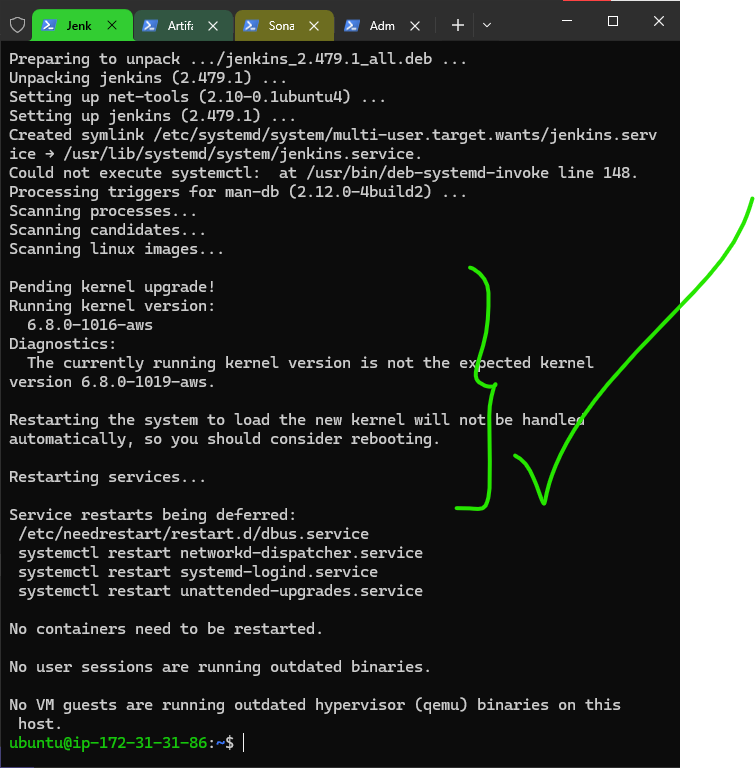 Jenk
Artifa
Sona
Adm
Preparing to unpack .../jenkins_2.479.1_all.deb ...
Unpacking jenkins (2.479.1) ...
Setting up net-tools (2.10-0.1ubuntu4) ...
Setting up jenkins (2.479.1) ...
Created symlink /etc/systemd/system/multi-user.target.wants/jenkins.serv
ice → /usr/lib/systemd/system/jenkins.service.
Could not execute systemctl:  at /usr/bin/deb-systemd-invoke line 148.
Processing triggers for man-db (2.12.0-4build2) ...
Scanning processes...
Scanning candidates...
Scanning linux images...
Pending kernel upgrade!
Running kernel version:
  6.8.0-1016-aws
Diagnostics:
  The currently running kernel version is not the expected kernel
version 6.8.0-1019-aws.
Restarting the system to load the new kernel will not be handled
automatically, so you should consider rebooting.
Restarting services...
Service restarts being deferred:
 /etc/needrestart/restart.d/dbus.service
 systemctl restart networkd-dispatcher.service
 systemctl restart systemd-logind.service
 systemctl restart unattended-upgrades.service
No containers need to be restarted.
No user sessions are running outdated binaries.
No VM guests are running outdated hypervisor (qemu) binaries on this
 host.
ubuntu@ip-172-31-31-86:~$